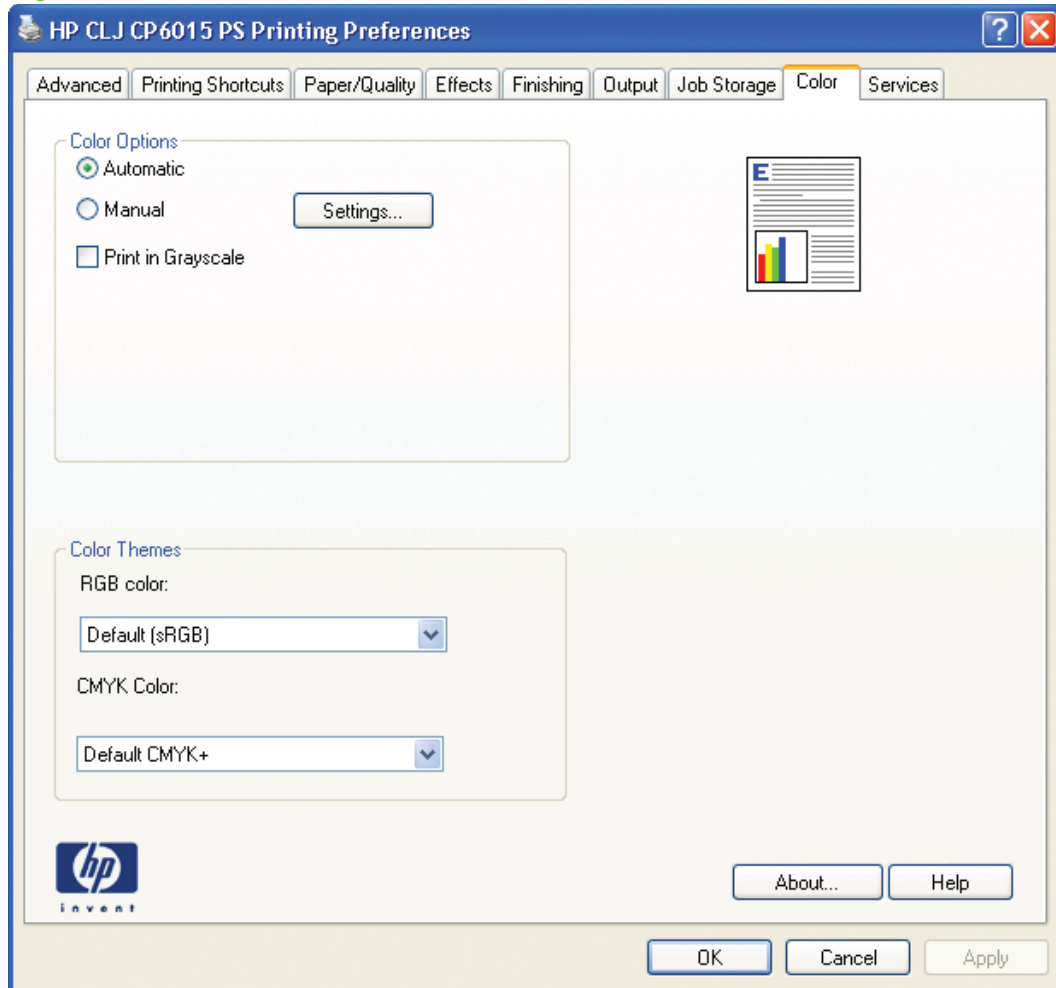 HP CLJ CP6015 PS Printing Preferences
Advanced Printing Shortcuts Paper/Quality Effects Finishing Output Job Storage Color Services
Color Options
Automatic
Manual Settings...
Print in Grayscale
E
Color Themes
RGB color:
Default (sRGB)
CMYK Color:
Default CMYK+
hp
invent
About... Help
OK Cancel Apply